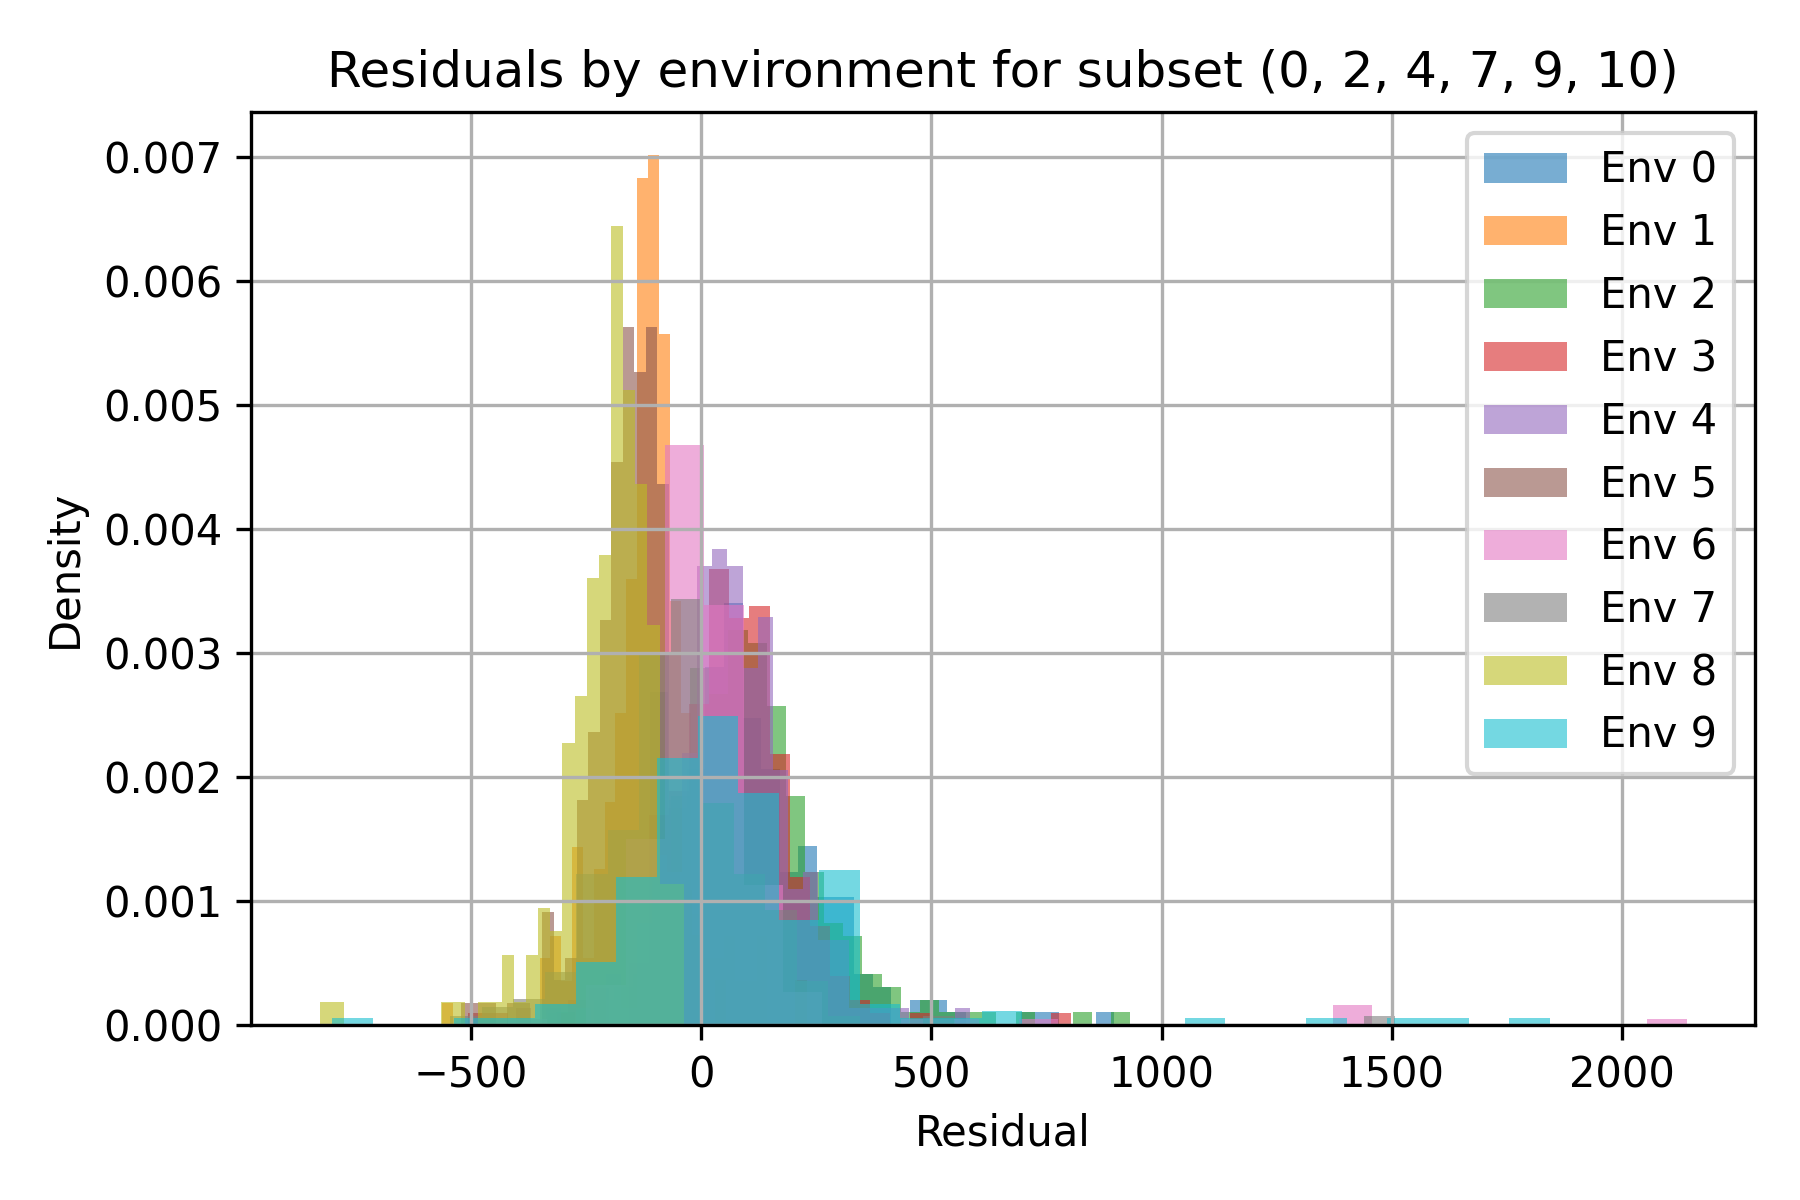 Residuals by environment for subset (0, 2, 4, 7, 9, 10)
0.007
0.006
0.005
0.004
0.003
0.002
0.001
0.000
Density
Env 0
Env 1
Env 2
Env 3
Env 4
Env 5
Env 6
Env 7
Env 8
Env 9
−500 0 500 1000 1500 2000
Residual